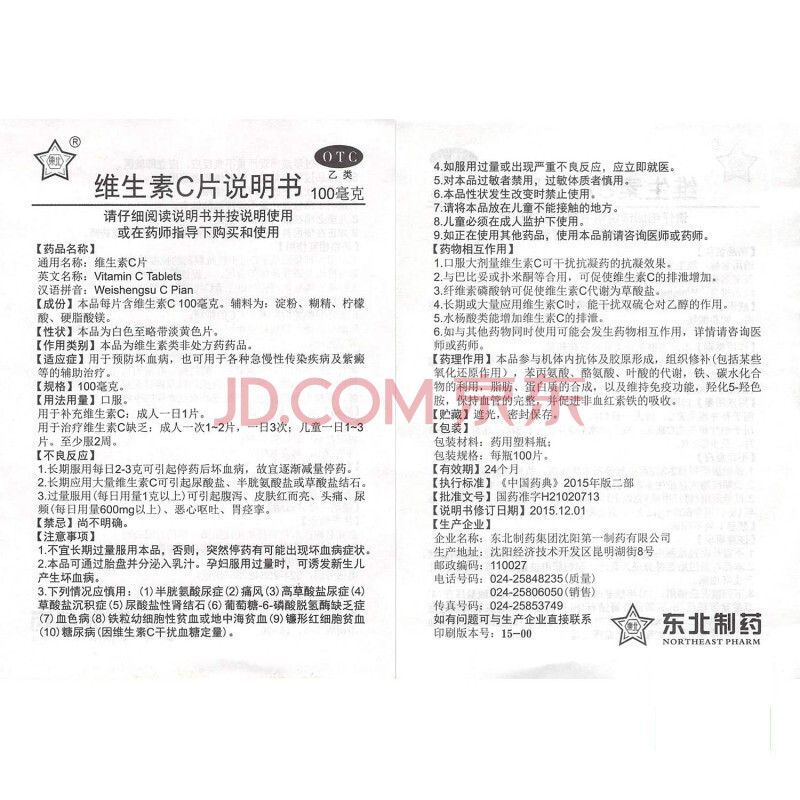 东北
®
OTC
乙类
维生素C片说明书
100毫克
请仔细阅读说明书并按说明使用
或在药师指导下购买和使用
【药品名称】
通用名称：维生素C片
英文名称：Vitamin C Tablets
汉语拼音：Weishengsu C Pian
【成份】本品每片含维生素C 100毫克。辅料为：淀粉、糊精、柠檬
酸、硬脂酸镁。
【性状】本品为白色至略带淡黄色片。
【作用类别】本品为维生素类非处方药药品。
【适应症】用于预防坏血病，也可用于各种急慢性传染疾病及紫癜
等的辅助治疗。
【规格】100毫克。
【用法用量】口服。
用于补充维生素C：成人一日1片。
用于治疗维生素C缺乏：成人一次1~2片，一日3次；儿童一日1~3
片。至少服2周。
【不良反应】
1.长期服用每日2-3克可引起停药后坏血病，故宜逐渐减量停药。
2.长期应用大量维生素C可引起尿酸盐、半胱氨酸盐或草酸盐结石。
3.过量服用(每日用量1克以上)可引起腹泻、皮肤红而亮、头痛、尿
频(每日用量600mg以上)、恶心呕吐、胃痉挛。
【禁忌】尚不明确。
【注意事项】
1.不宜长期过量服用本品，否则，突然停药有可能出现坏血病症状。
2.本品可通过胎盘并分泌入乳汁。孕妇服用过量时，可诱发新生儿
产生坏血病。
3.下列情况应慎用：(1)半胱氨酸尿症(2)痛风(3)高草酸盐尿症(4)
草酸盐沉积症(5)尿酸盐性肾结石(6)葡萄糖-6-磷酸脱氢酶缺乏症
(7)血色病(8)铁粒幼细胞性贫血或地中海贫血(9)镰形红细胞贫血
(10)糖尿病(因维生素C干扰血糖定量)。
4.如服用过量或出现严重不良反应，应立即就医。
5.对本品过敏者禁用，过敏体质者慎用。
6.本品性状发生改变时禁止使用。
7.请将本品放在儿童不能接触的地方。
8.儿童必须在成人监护下使用。
9.如正在使用其他药品，使用本品前请咨询医师或药师。
【药物相互作用】
1.口服大剂量维生素C可干扰抗凝药的抗凝效果。
2.与巴比妥或扑米酮等合用，可促使维生素C的排泄增加。
3.纤维素磷酸钠可促使维生素C代谢为草酸盐。
4.长期或大量应用维生素C时，能干扰双硫仑对乙醇的作用。
5.水杨酸类能增加维生素C的排泄。
6.如与其他药物同时使用可能会发生药物相互作用，详情请咨询医
师或药师。
【药理作用】本品参与机体内抗体及胶原形成，组织修补(包括某些
氧化还原作用)，苯丙氨酸、酪氨酸、叶酸的代谢，铁、碳水化合
物的利用，脂肪、蛋白质的合成，以及维持免疫功能，羟化5-羟色
胺，保持血管的完整，并促进非血红素铁的吸收。
【贮藏】遮光，密封保存。
【包装】
包装材料：药用塑料瓶；
包装规格：每瓶100片。
【有效期】24个月
【执行标准】《中国药典》2015年版二部
【批准文号】国药准字H21020713
【说明书修订日期】2015.12.01
【生产企业】
企业名称：东北制药集团沈阳第一制药有限公司
生产地址：沈阳经济技术开发区昆明湖街8号
邮政编码：110027
电话号码：024-25848235(质量)
024-25806050(销售)
传真号码：024-25853749
如有问题可与生产企业直接联系
印刷版本号：15-00
东北
东北制药
NORTHEAST PHARM
JD.COM京东